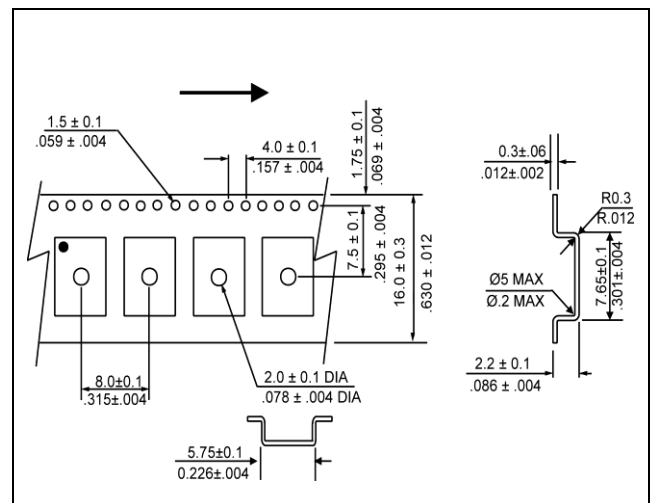 1.5 ± 0.1
.059 ± .004
4.0 ± 0.1
.157 ± .004
1.75 ± 0.1
.069 ± .004
7.5 ± 0.1
.295 ± .004
16.0 ± 0.3
.630 ± .012
8.0±0.1
.315±.004
2.0 ± 0.1 DIA
.078 ± .004 DIA
5.75±0.1
0.226±.004
0.3±.06
.012±.002
R0.3
R.012
Ø5 MAX
Ø.2 MAX
7.65±0.1
.301±.004
2.2 ± 0.1
.086 ± .004